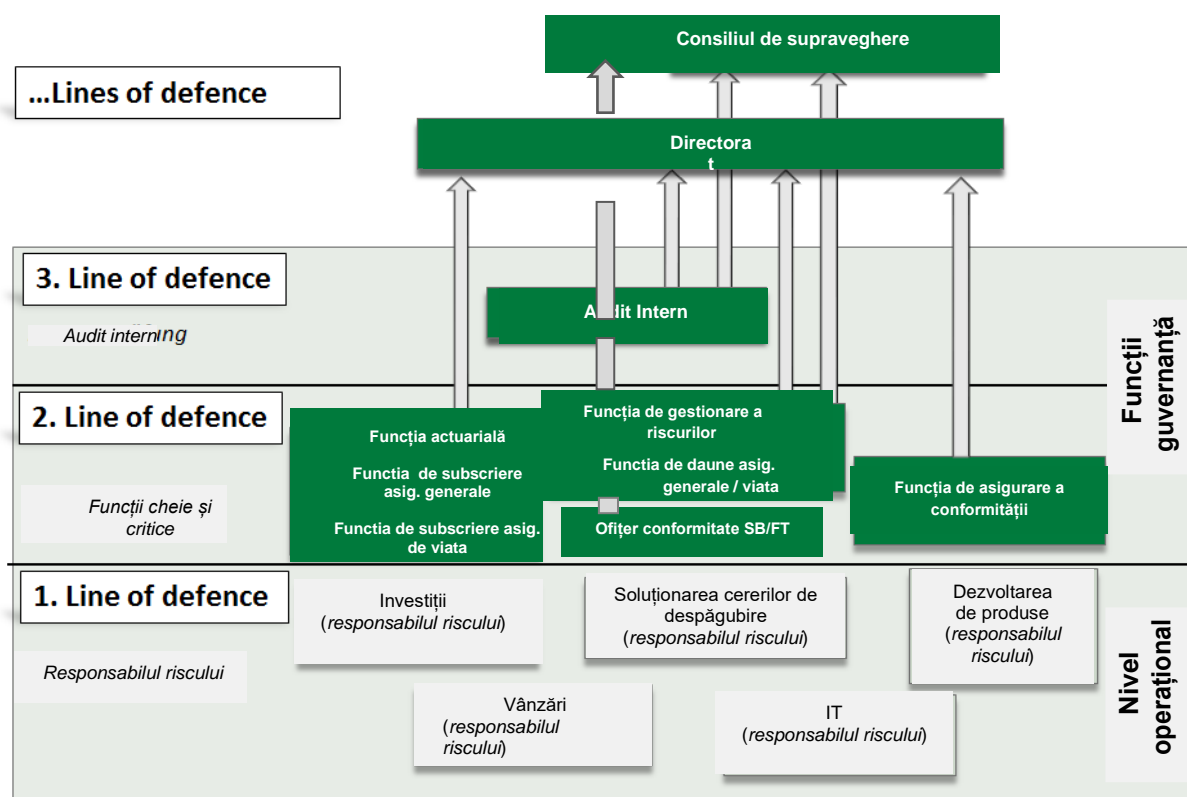 Consiliul de supraveghere
...Lines of defence
Directora
t
3. Line of defence
Audit intern
Audit Intern
2. Line of defence
Funcții cheie și
critice
Funcția actuarială
Functia de subscriere
asig. generale
Functia de subscriere asig.
de viata
Funcția de gestionare a
riscurilor
Functia de daune asig.
generale / viata
Ofițer conformitate SB/FT
Funcția de asigurare a
conformității
Funcții
guvernanță
1. Line of defence
Responsabilul riscului
Investiții
(responsabilul riscului)
Soluționarea cererilor de
despăgubire
(responsabilul riscului)
Dezvoltarea
de produse
(responsabilul
riscului)
Vânzări
(responsabilul
riscului)
IT
(responsabilul riscului)
Nivel
operațional